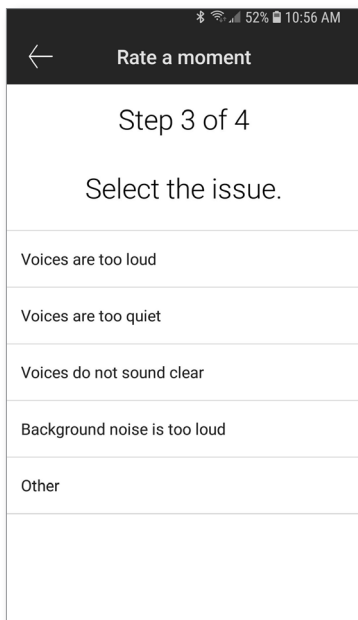 52% 10:56 AM
Rate a moment
Step 3 of 4
Select the issue.
Voices are too loud
Voices are too quiet
Voices do not sound clear
Background noise is too loud
Other